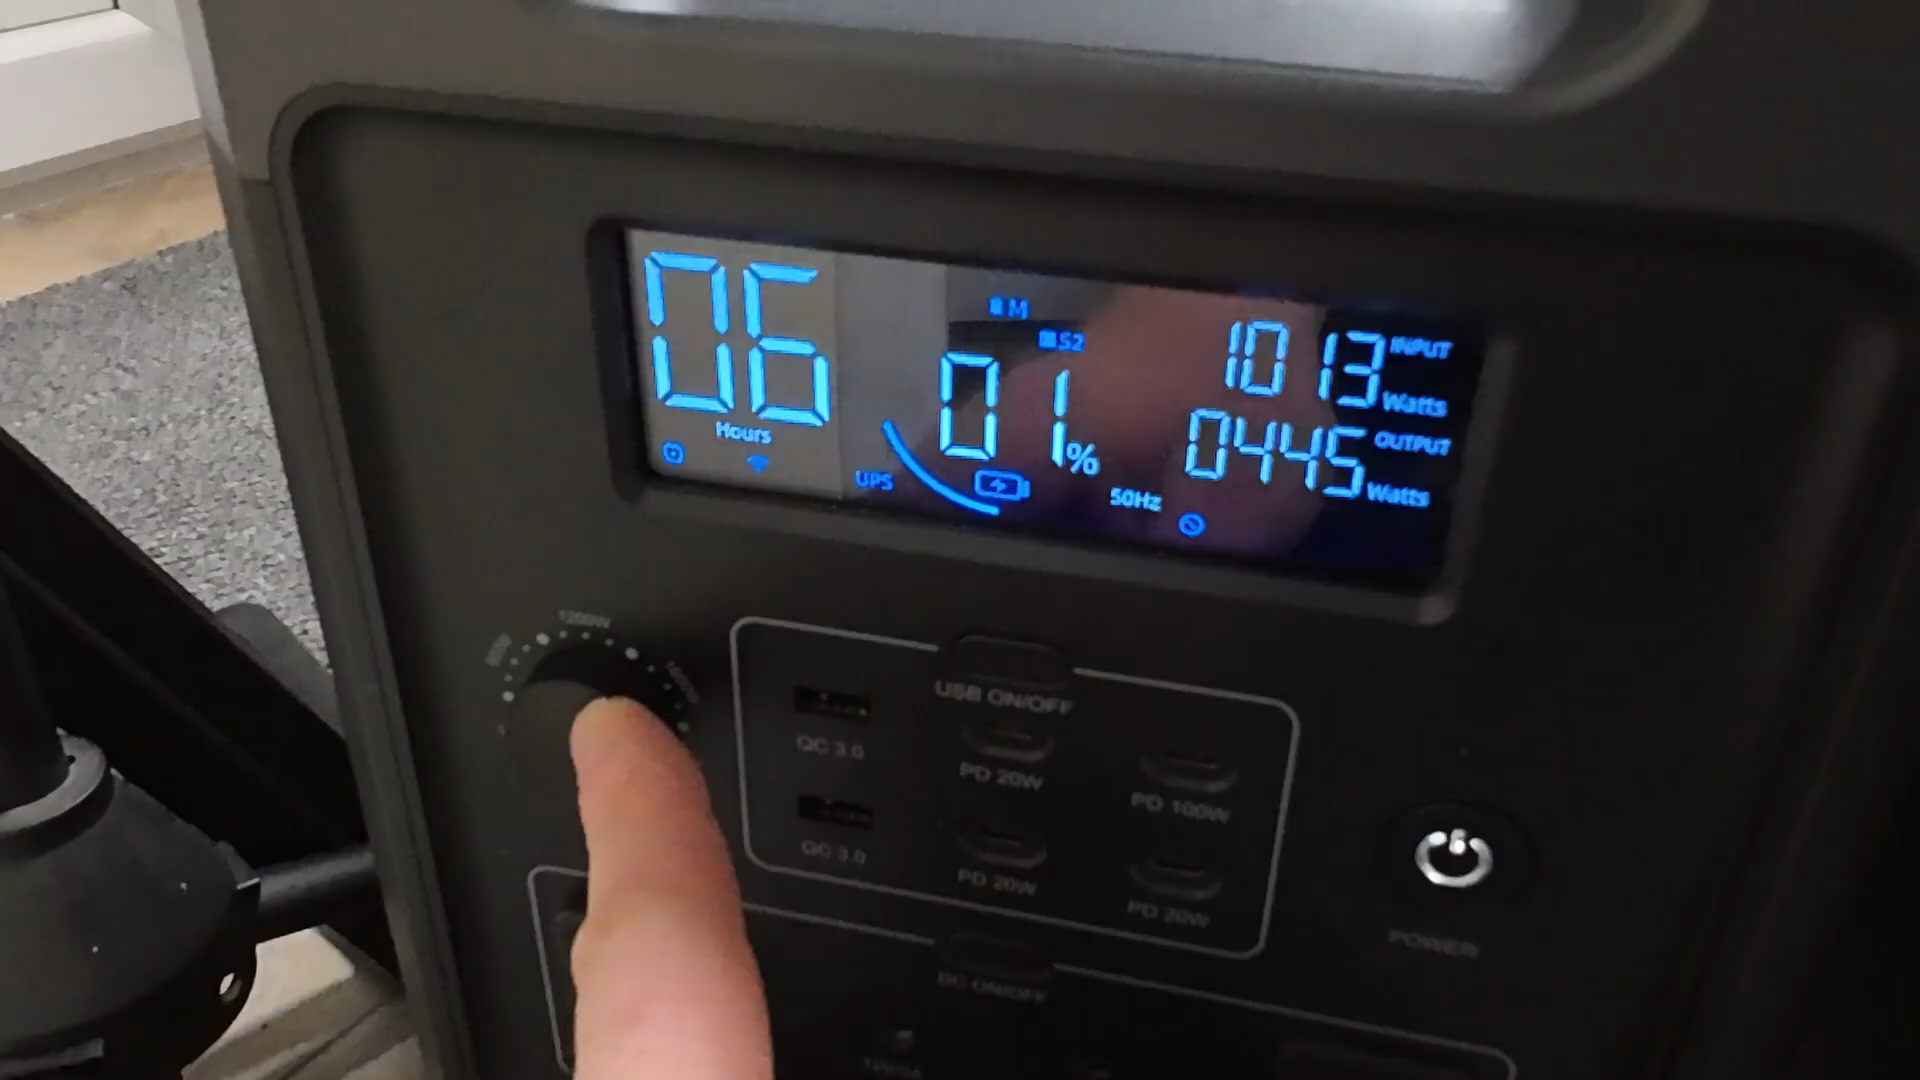 06
Hours
M
S2
01%
UPS
50Hz
1013 INPUT
Watts
0445 OUTPUT
Watts
1200W
USB ON/OFF
QC 3.0
PD 20W
PD 100W
QC 3.0
PD 20W
PD 20W
POWER
DC ON/OFF